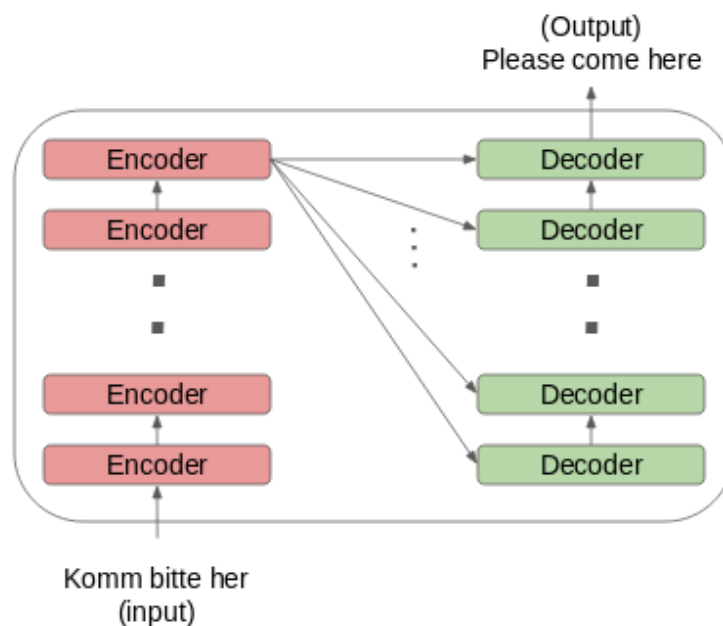 (Output)
Please come here
Encoder
Decoder
Encoder
Decoder
Encoder
Decoder
Encoder
Decoder
Komm bitte her
(input)